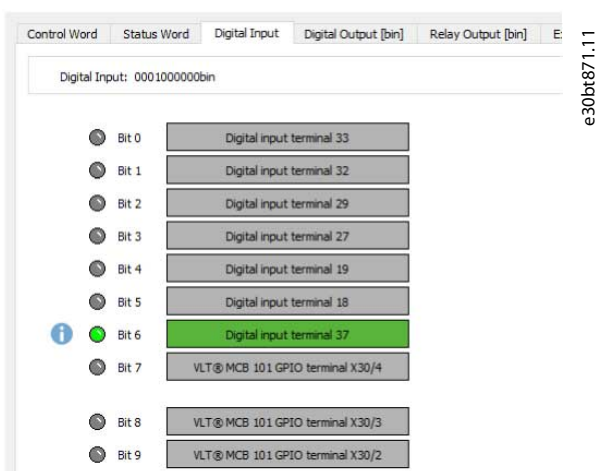 Control Word Status Word Digital Input Digital Output [bin] Relay Output [bin] E
Digital Input: 0001000000bin
Bit 0 Digital input terminal 33
Bit 1 Digital input terminal 32
Bit 2 Digital input terminal 29
Bit 3 Digital input terminal 27
Bit 4 Digital input terminal 19
Bit 5 Digital input terminal 18
i Bit 6 Digital input terminal 37
Bit 7 VLT® MCB 101 GPIO terminal X30/4
Bit 8 VLT® MCB 101 GPIO terminal X30/3
Bit 9 VLT® MCB 101 GPIO terminal X30/2
e30bt871.11